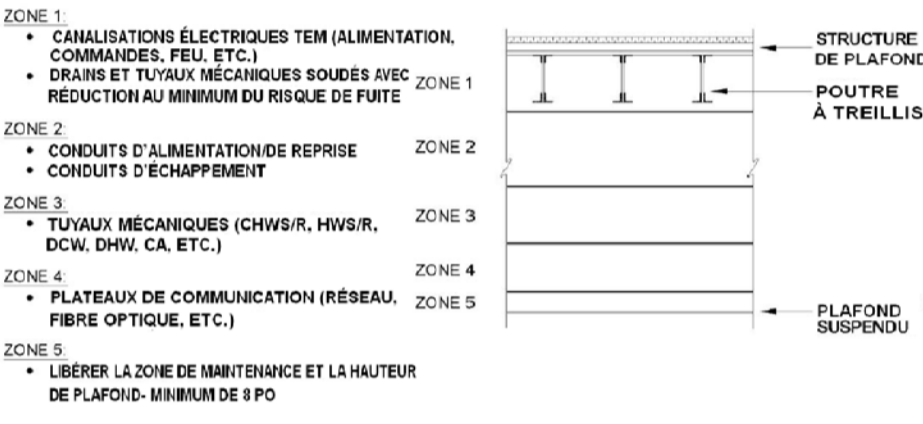 ZONE 1:
• CANALISATIONS ÉLECTRIQUES TEM (ALIMENTATION,
COMMANDES, FEU, ETC.)
• DRAINS ET TUYAUX MÉCANIQUES SOUDÉS AVEC
RÉDUCTION AU MINIMUM DU RISQUE DE FUITE
ZONE 2:
• CONDUITS D'ALIMENTATION/DE REPRISE
• CONDUITS D'ÉCHAPPEMENT
ZONE 3:
• TUYAUX MÉCANIQUES (CHWS/R, HWS/R,
DCW, DHW, CA, ETC.)
ZONE 4:
• PLATEAUX DE COMMUNICATION (RÉSEAU,
FIBRE OPTIQUE, ETC.)
ZONE 5:
• LIBÉRER LA ZONE DE MAINTENANCE ET LA HAUTEUR
DE PLAFOND- MINIMUM DE 8 PO
ZONE 1
ZONE 2
ZONE 3
ZONE 4
ZONE 5
STRUCTURE
DE PLAFOND
POUTRE
À TREILLIS
PLAFOND
SUSPENDU